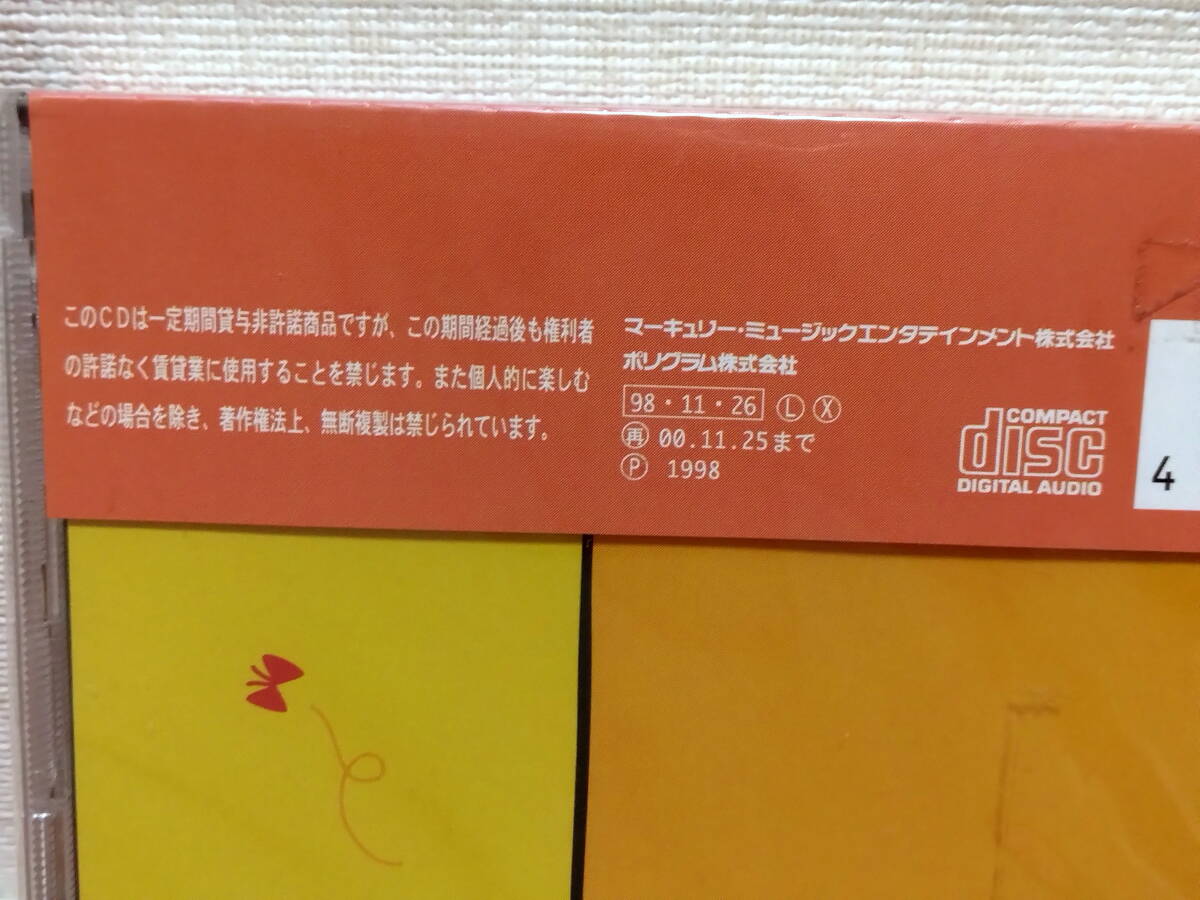 このCDは一定期間貸与非許諾商品ですが、この期間経過後も権利者
の許諾なく賃貸業に使用することを禁じます。また個人的に楽しむ
などの場合を除き、著作権法上、無断複製は禁じられています。
マーキュリー・ミュージックエンタテインメント株式会社
ポリグラム株式会社
98・11・26 Ⓛ Ⓧ
㊢ 00.11.25まで
Ⓟ 1998
COMPACT
disc
DIGITAL AUDIO
4